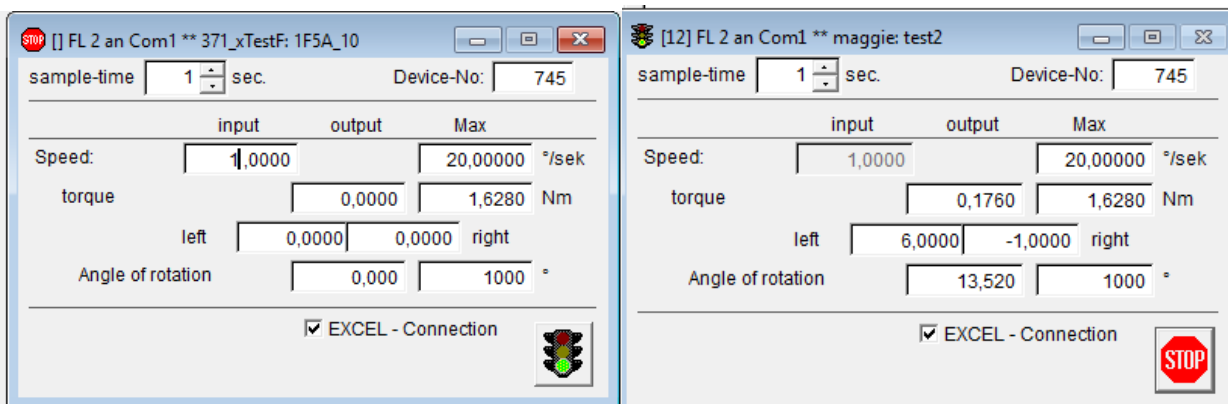 STOP [] FL 2 an Com1 ** 371_xTestF: 1F5A_10
sample-time 1 sec. Device-No: 745
input output Max
Speed: 1,0000 20,00000 °/sek
torque 0,0000 1,6280 Nm
left 0,0000 0,0000 right
Angle of rotation 0,000 1000 °
EXCEL - Connection
[12] FL 2 an Com1 ** maggie: test2
sample-time 1 sec. Device-No: 745
input output Max
Speed: 1,0000 20,00000 °/sek
torque 0,1760 1,6280 Nm
left 6,0000 -1,0000 right
Angle of rotation 13,520 1000 °
EXCEL - Connection
STOP